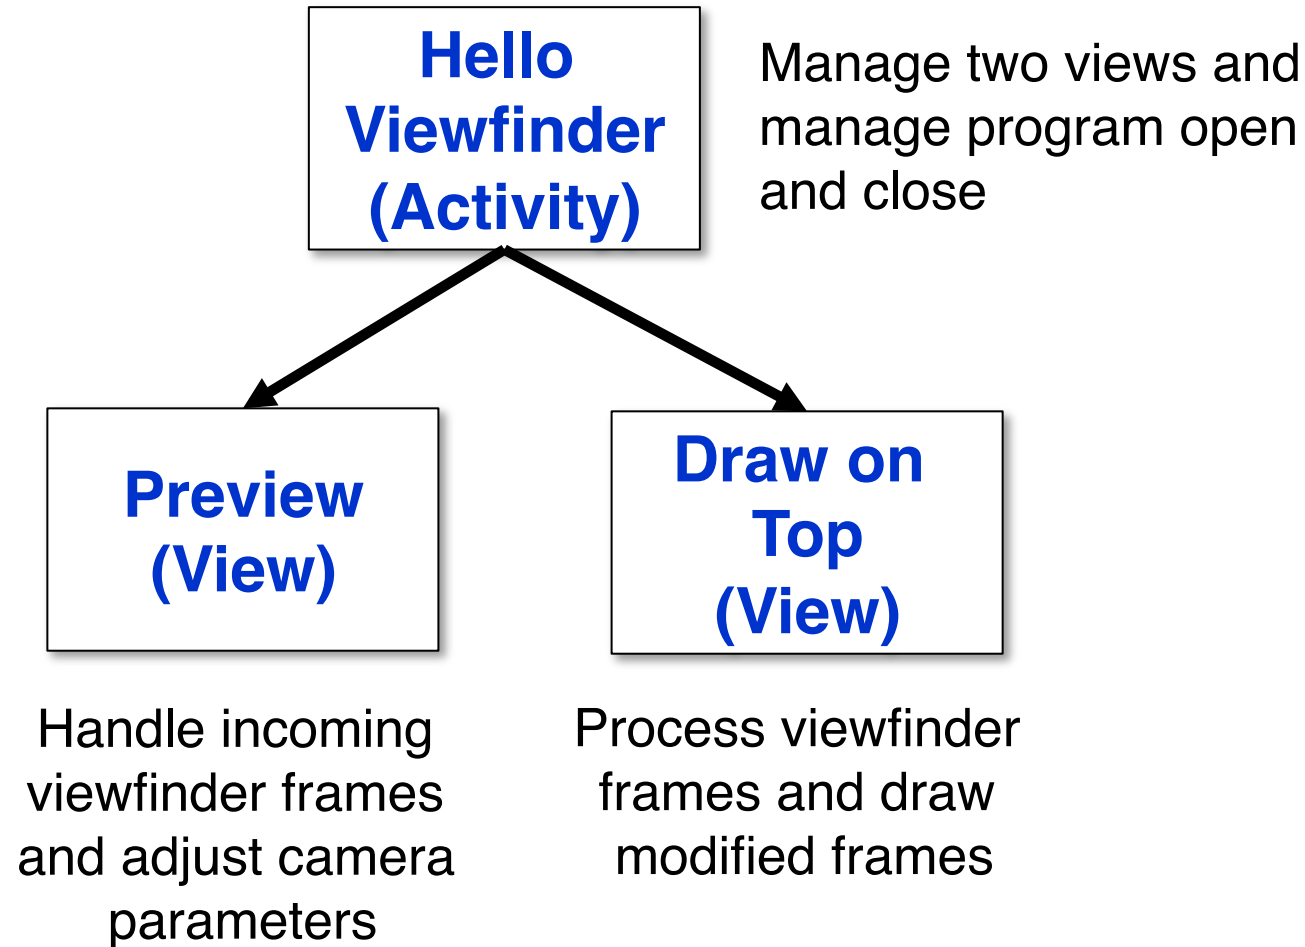 Hello
Viewfinder
(Activity)
Manage two views and
manage program open
and close
Preview
(View)
Draw on
Top
(View)
Handle incoming
viewfinder frames
and adjust camera
parameters
Process viewfinder
frames and draw
modified frames